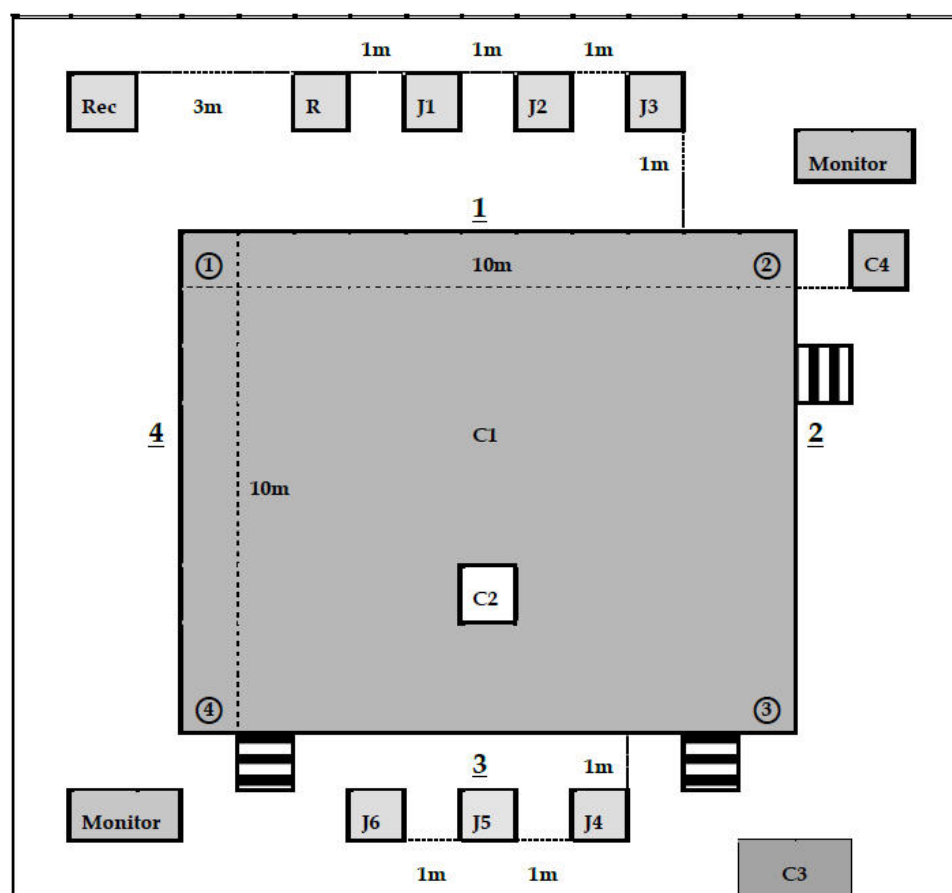 1m 1m 1m
Rec 3m R J1 J2 J3
1m Monitor
1
① 10m ② C4
C1
4 2
10m
C2
④ ③
3 1m
Monitor J6 J5 J4
1m 1m C3